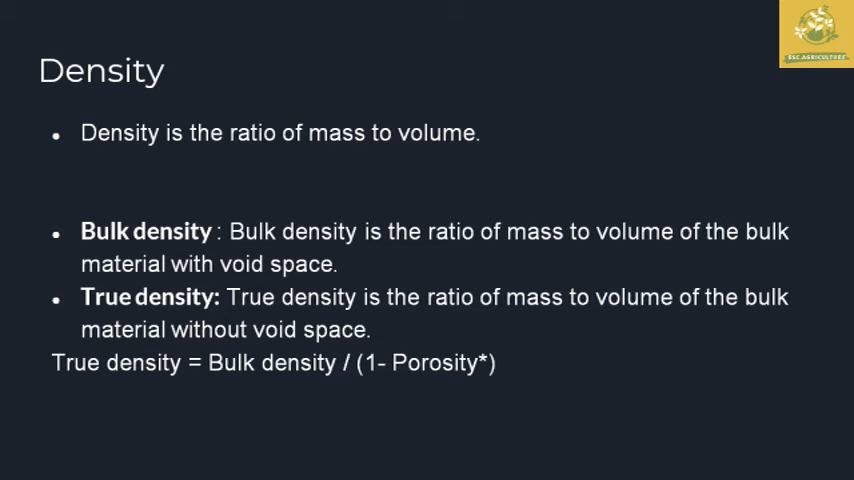 BSC AGRICULTURE
Density
• Density is the ratio of mass to volume.
• Bulk density : Bulk density is the ratio of mass to volume of the bulk
material with void space.
• True density: True density is the ratio of mass to volume of the bulk
material without void space.
True density = Bulk density / (1- Porosity*)